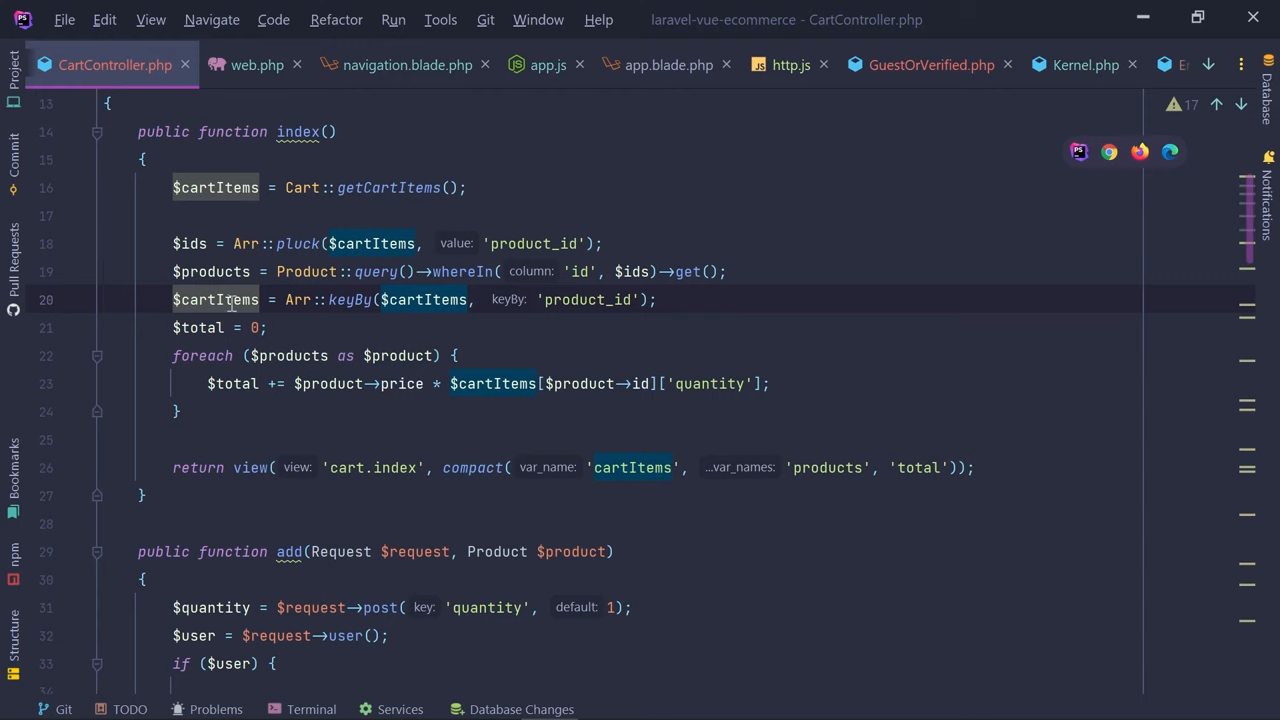 File Edit View Navigate Code Refactor Run Tools Git Window Help laravel-vue-ecommerce - CartController.php
CartController.php web.php navigation.blade.php app.js app.blade.php http.js GuestOrVerified.php Kernel.php
Project
Commit
Pull Requests
Bookmarks
npm
Structure
Database
Notifications
17
13 {
14 public function index()
15 {
16 $cartItems = Cart::getCartItems();
17
18 $ids = Arr::pluck($cartItems, value: 'product_id');
19 $products = Product::query()→whereIn( column: 'id', $ids)→get();
20 $cartItems = Arr::keyBy($cartItems, keyBy: 'product_id');
21 $total = 0;
22 foreach ($products as $product) {
23 $total += $product→price * $cartItems[$product→id]['quantity'];
24 }
25
26 return view( view: 'cart.index', compact( var_name: 'cartItems', ...var_names: 'products', 'total'));
27 }
28
29 public function add(Request $request, Product $product)
30 {
31 $quantity = $request→post( key: 'quantity', default: 1);
32 $user = $request→user();
33 if ($user) {
34
Git TODO Problems Terminal Services Database Changes